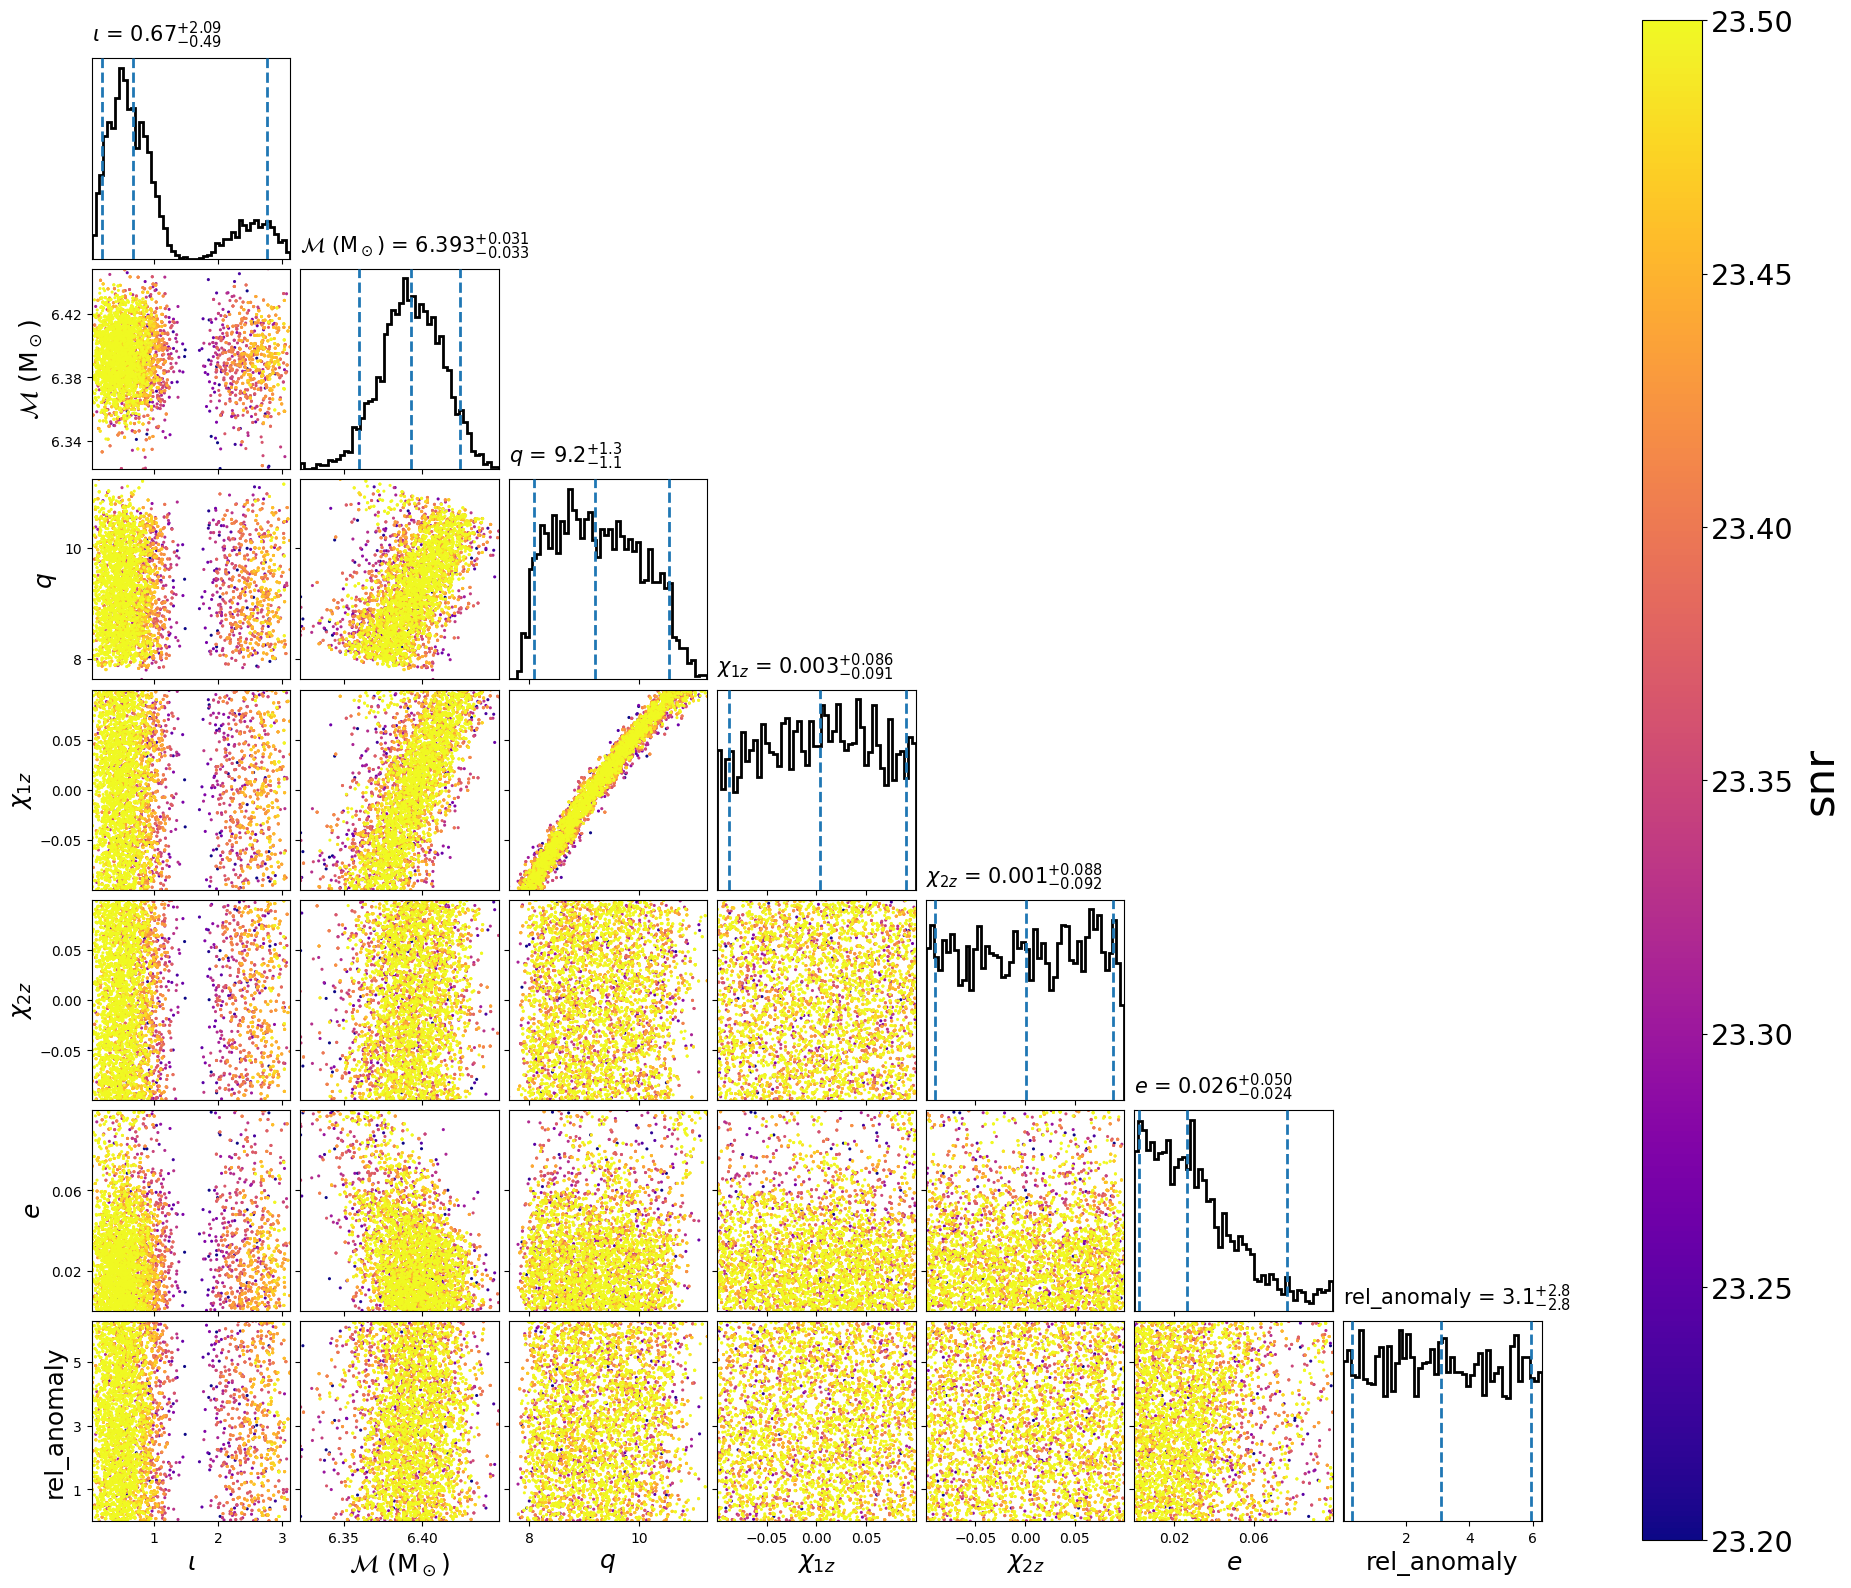 ι = 0.67+2.09 −0.49
ℳ (M⊙) = 6.393+0.031 −0.033
q = 9.2+1.3 −1.1
χ1z = 0.003+0.086 −0.091
χ2z = 0.001+0.088 −0.092
e = 0.026+0.050 −0.024
rel_anomaly = 3.1+2.8 −2.8
ℳ (M⊙)
6.42
6.38
6.34
q
10
8
χ1z
0.05
0.00
−0.05
χ2z
0.05
0.00
−0.05
e
0.06
0.02
rel_anomaly
5
3
1
1 2 3
6.35 6.40
8 10
−0.05 0.00 0.05
−0.05 0.00 0.05
0.02 0.06
2 4 6
ι
ℳ (M⊙)
q
χ1z
χ2z
e
rel_anomaly
23.50
23.45
23.40
23.35
23.30
23.25
23.20
snr